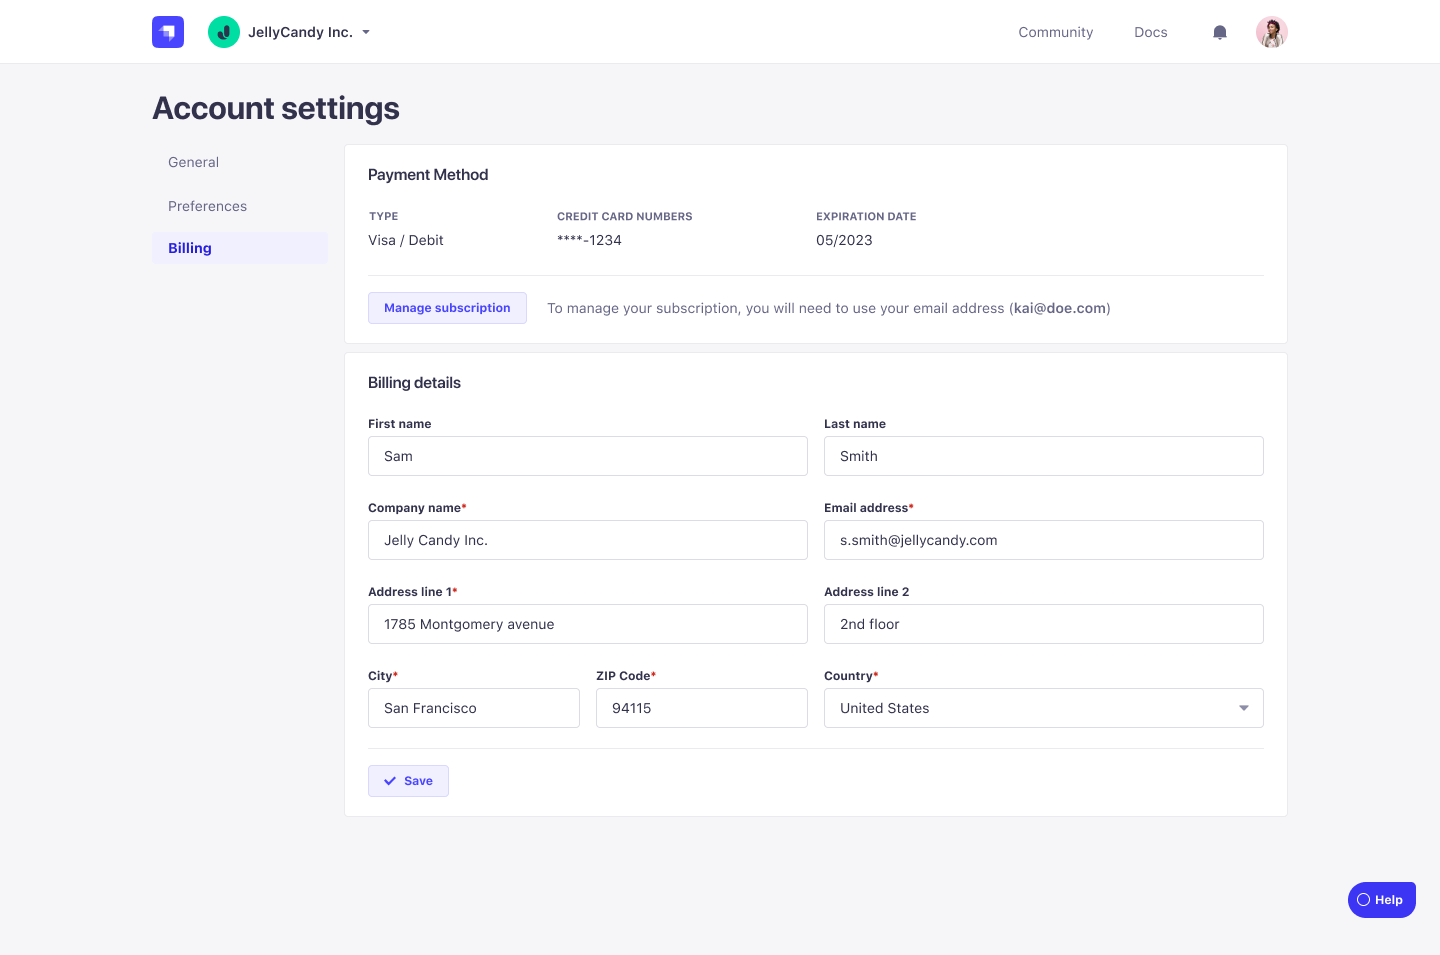 JellyCandy Inc.
Community
Docs
Account settings
General
Preferences
Billing
Payment Method
TYPE
CREDIT CARD NUMBERS
EXPIRATION DATE
Visa / Debit
****-1234
05/2023
Manage subscription
To manage your subscription, you will need to use your email address (kai@doe.com)
Billing details
First name
Last name
Sam
Smith
Company name*
Email address*
Jelly Candy Inc.
s.smith@jellycandy.com
Address line 1*
Address line 2
1785 Montgomery avenue
2nd floor
City*
ZIP Code*
Country*
San Francisco
94115
United States
Save
Help